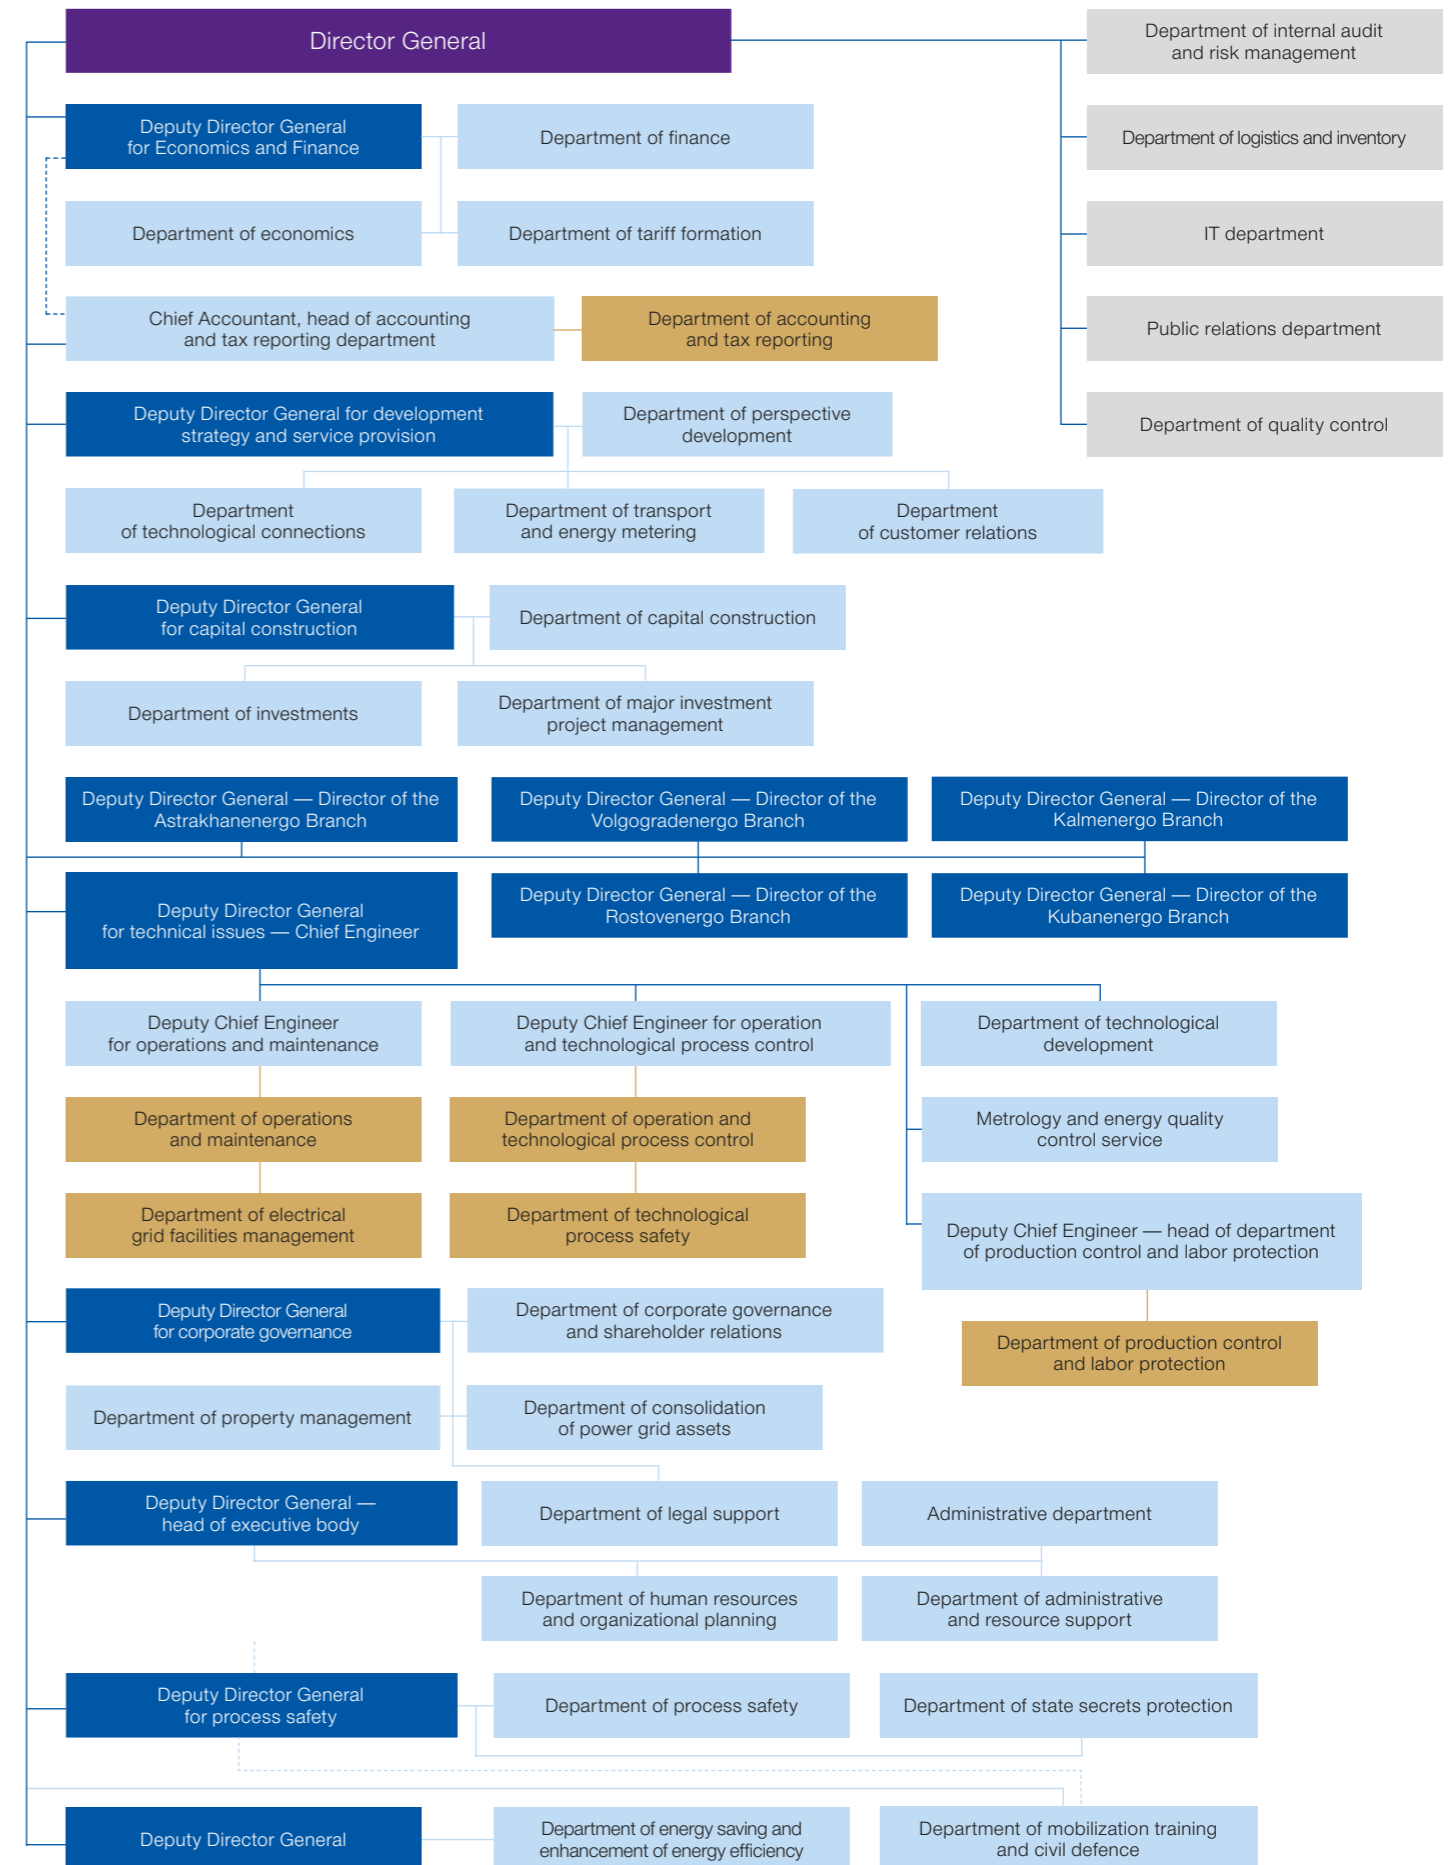 Director General
Department of internal audit
and risk management
Deputy Director General
for Economics and Finance
Department of finance
Department of logistics and inventory
Department of economics
Department of tariff formation
IT department
Chief Accountant, head of accounting
and tax reporting department
Department of accounting
and tax reporting
Public relations department
Deputy Director General for development
strategy and service provision
Department of perspective
development
Department of quality control
Department
of technological connections
Department of transport
and energy metering
Department
of customer relations
Deputy Director General
for capital construction
Department of capital construction
Department of investments
Department of major investment
project management
Deputy Director General — Director of the
Astrakhanenergo Branch
Deputy Director General — Director of the
Volgogradenergo Branch
Deputy Director General — Director of the
Kalmenergo Branch
Deputy Director General
for technical issues — Chief Engineer
Deputy Director General — Director of the
Rostovenergo Branch
Deputy Director General — Director of the
Kubanenergo Branch
Deputy Chief Engineer
for operations and maintenance
Deputy Chief Engineer for operation
and technological process control
Department of technological
development
Department of operations
and maintenance
Department of operation and
technological process control
Metrology and energy quality
control service
Department of electrical
grid facilities management
Department of technological
process safety
Deputy Chief Engineer — head of department
of production control and labor protection
Deputy Director General
for corporate governance
Department of corporate governance
and shareholder relations
Department of production control
and labor protection
Department of property management
Department of consolidation
of power grid assets
Deputy Director General —
head of executive body
Department of legal support
Administrative department
Department of human resources
and organizational planning
Department of administrative
and resource support
Deputy Director General
for process safety
Department of process safety
Department of state secrets protection
Deputy Director General
Department of energy saving and
enhancement of energy efficiency
Department of mobilization training
and civil defence